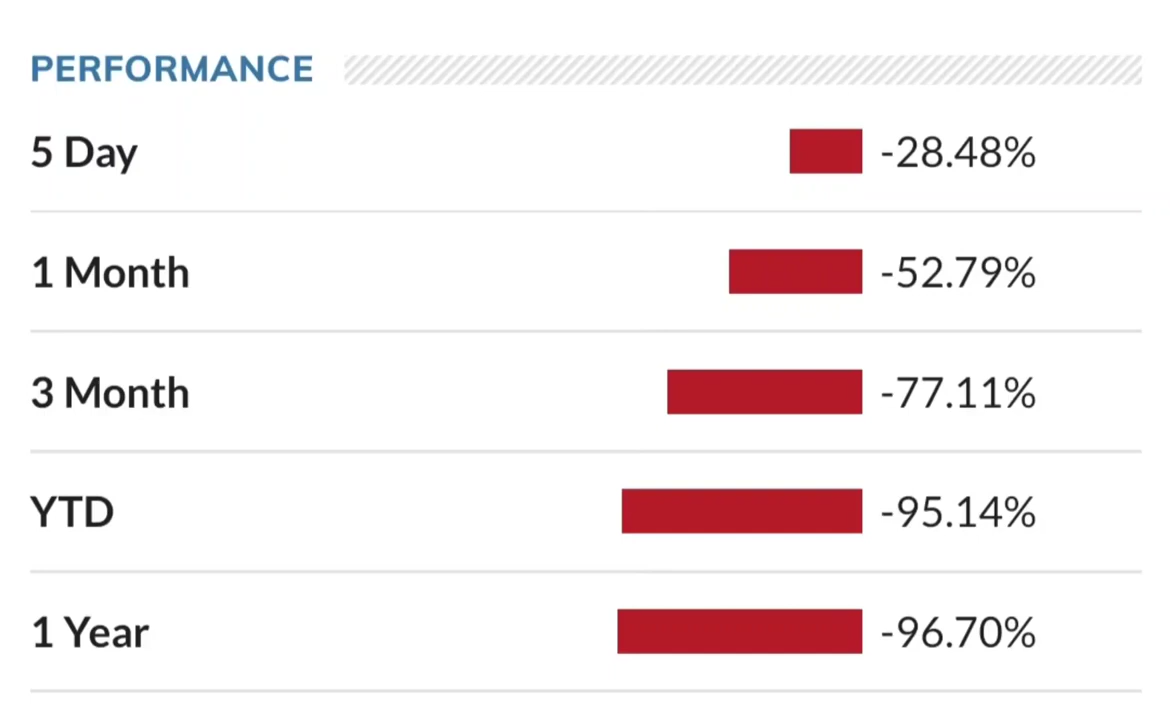 PERFORMANCE
5 Day -28.48%
1 Month -52.79%
3 Month -77.11%
YTD -95.14%
1 Year -96.70%